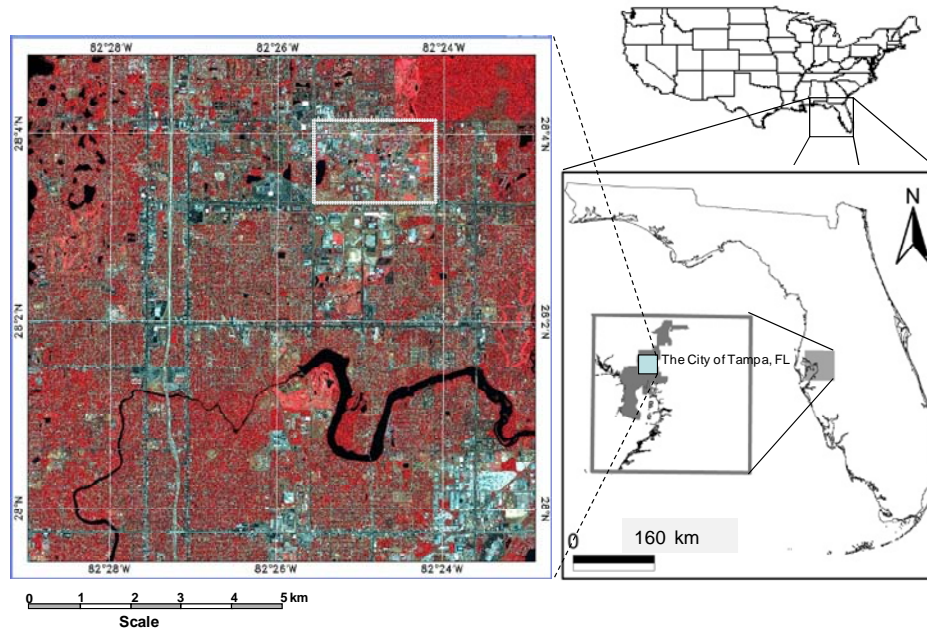 82°28'W 82°26'W 82°24'W
28°4'N 28°4'N
28°2'N 28°2'N
28°N 28°N
82°28'W 82°26'W 82°24'W
0 1 2 3 4 5 km
Scale
N
The City of Tampa, FL
0 160 km